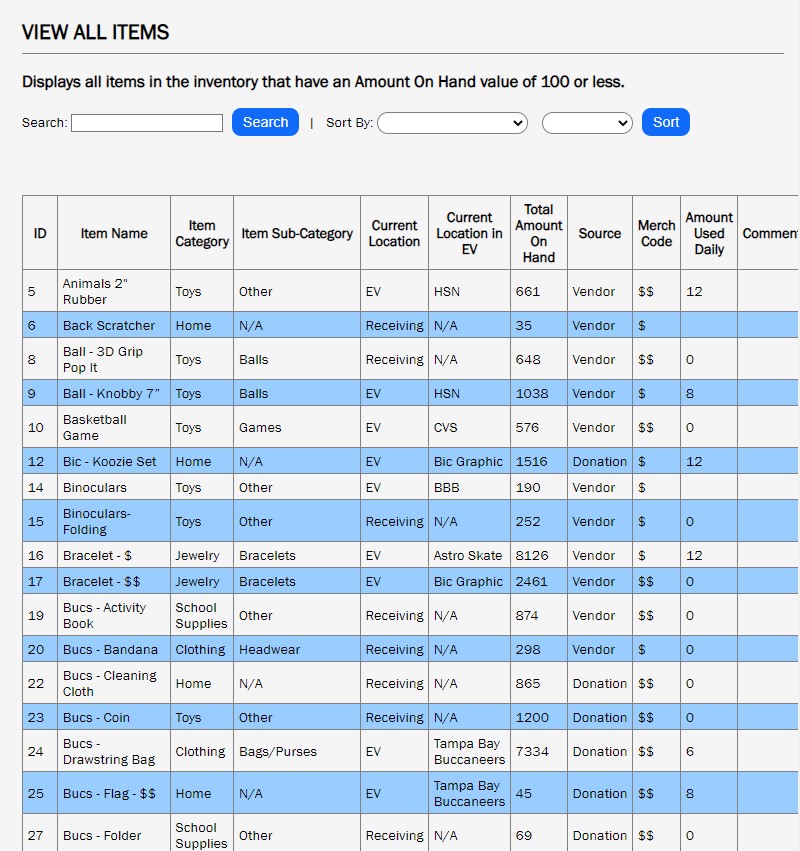 VIEW ALL ITEMS
Displays all items in the inventory that have an Amount On Hand value of 100 or less.
Search: Search | Sort By: Sort
ID Item Name Item Category Item Sub-Category Current Location Current Location in EV Total Amount On Hand Source Merch Code Amount Used Daily Commen
5 Animals 2" Rubber Toys Other EV HSN 661 Vendor $$ 12
6 Back Scratcher Home N/A Receiving N/A 35 Vendor $
8 Ball - 3D Grip Pop It Toys Balls Receiving N/A 648 Vendor $$ 0
9 Ball - Knobby 7" Toys Balls EV HSN 1038 Vendor $ 8
10 Basketball Game Toys Games EV CVS 576 Vendor $$ 0
12 Bic - Koozie Set Home N/A EV Bic Graphic 1516 Donation $ 12
14 Binoculars Toys Other EV BBB 190 Vendor $
15 Binoculars- Folding Toys Other Receiving N/A 252 Vendor $ 0
16 Bracelet - $ Jewelry Bracelets EV Astro Skate 8126 Vendor $ 12
17 Bracelet - $$ Jewelry Bracelets EV Bic Graphic 2461 Vendor $$ 0
19 Bucs - Activity Book School Supplies Other Receiving N/A 874 Vendor $$ 0
20 Bucs - Bandana Clothing Headwear Receiving N/A 298 Vendor $ 0
22 Bucs - Cleaning Cloth Home N/A Receiving N/A 865 Donation $$ 0
23 Bucs - Coin Toys Other Receiving N/A 1200 Donation $$ 0
24 Bucs - Drawstring Bag Clothing Bags/Purses EV Tampa Bay Buccaneers 7334 Donation $$ 6
25 Bucs - Flag - $$ Home N/A EV Tampa Bay Buccaneers 45 Donation $$ 8
27 Bucs - Folder School Supplies Other Receiving N/A 69 Donation $$ 0